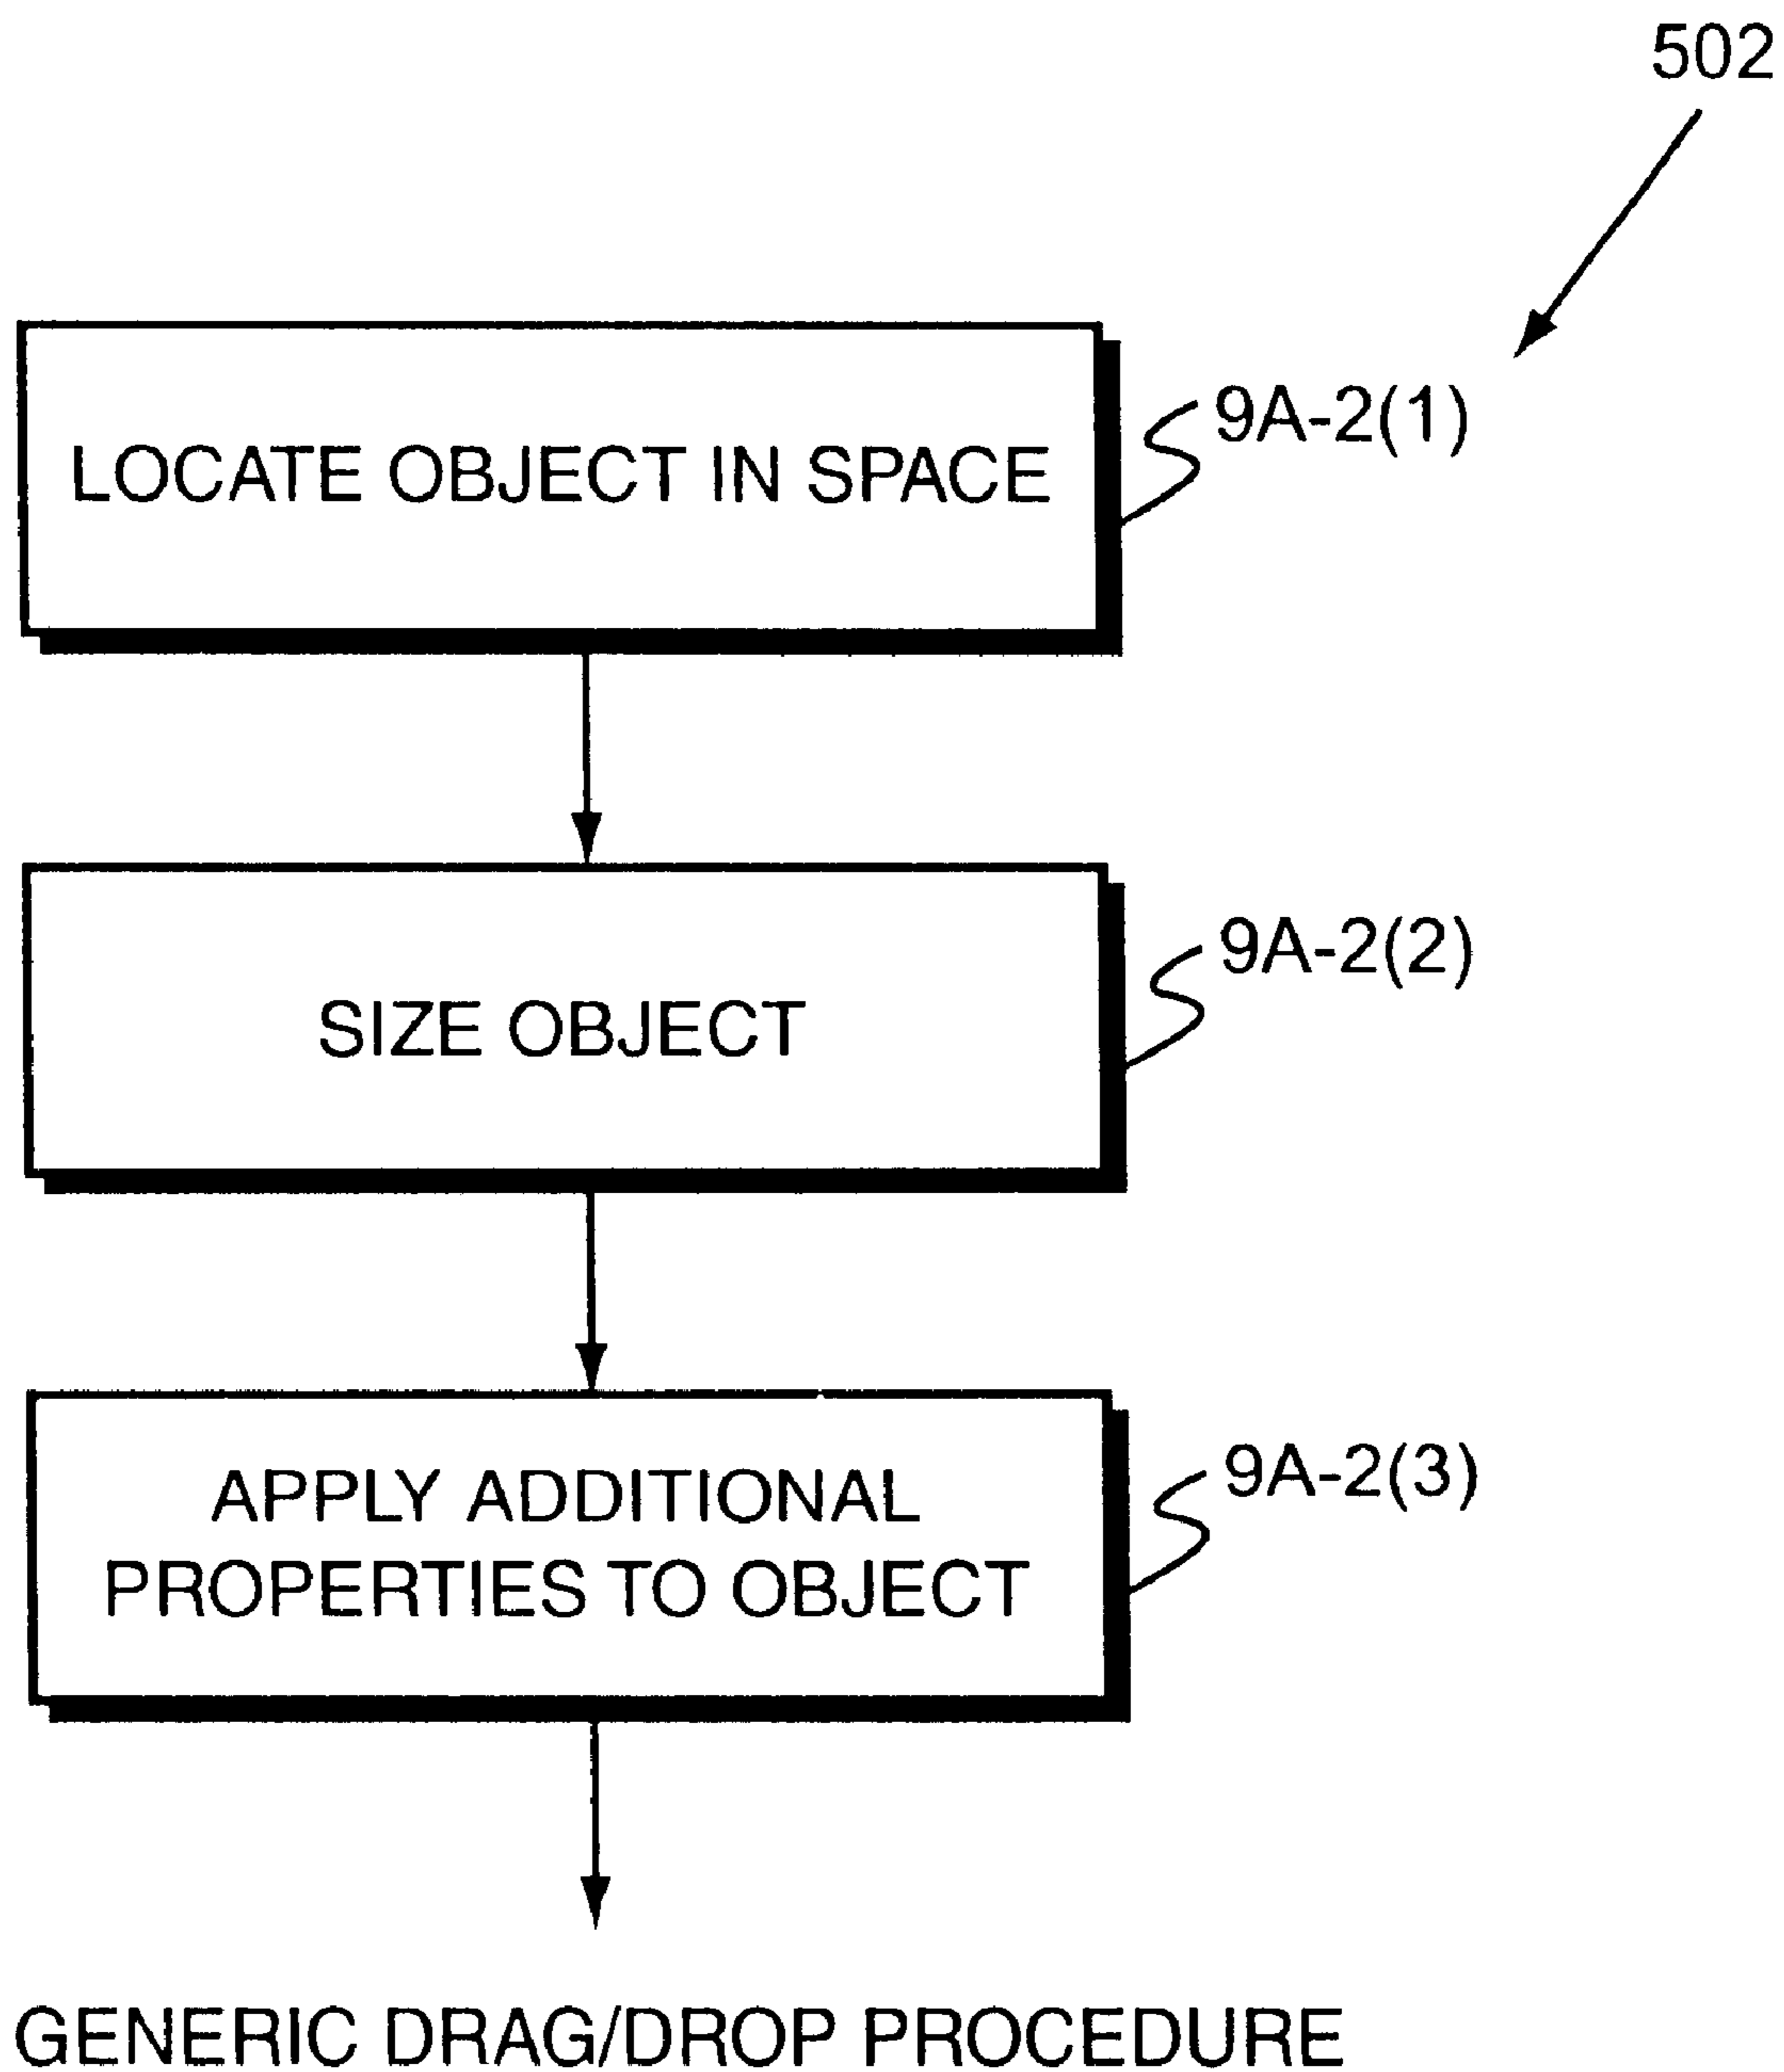 502
LOCATE OBJECT IN SPACE
9A-2(1)
SIZE OBJECT
9A-2(2)
APPLY ADDITIONAL
PROPERTIES TO OBJECT
9A-2(3)
GENERIC DRAG/DROP PROCEDURE